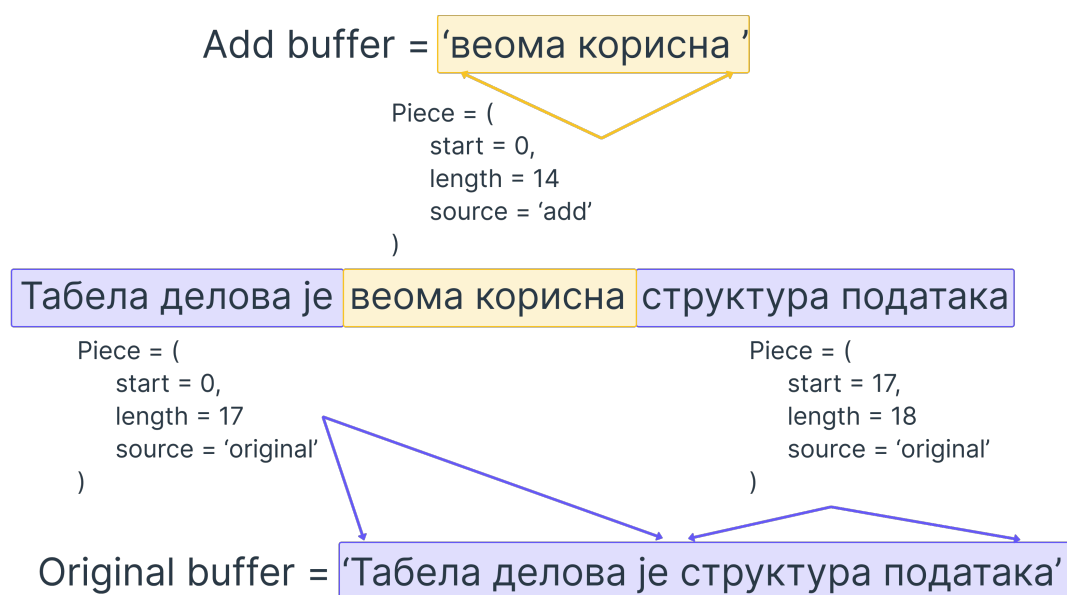 Add buffer = ‘веома корисна ’
Piece = (
start = 0,
length = 14
source = ‘add’
)
Табела делова је веома корисна структура података
Piece = (
start = 0,
length = 17
source = ‘original’
)
Piece = (
start = 17,
length = 18
source = ‘original’
)
Original buffer = ‘Табела делова је структура података’